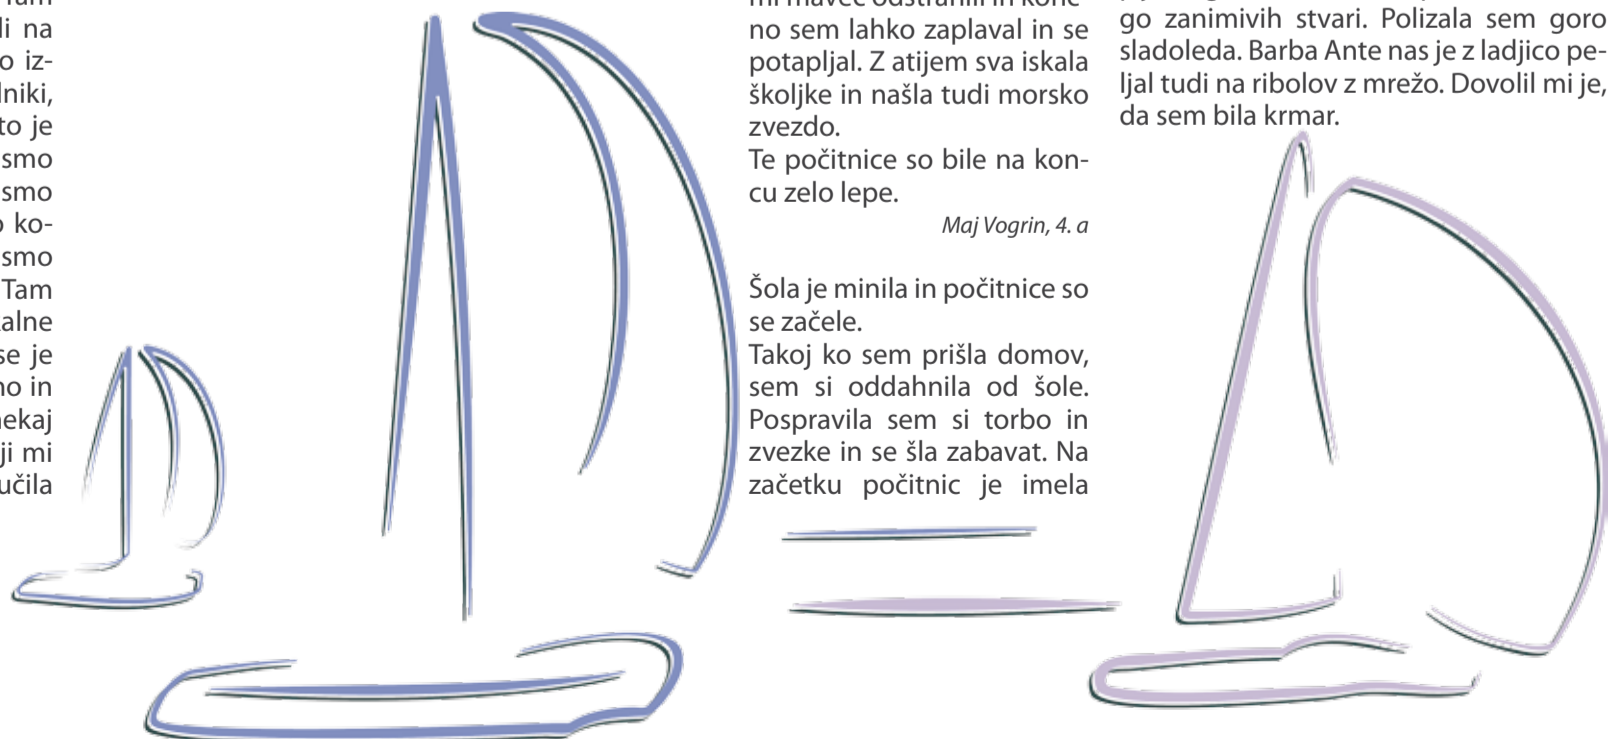 li na
o iz-
lniki,
to je
smo
smo
o ko-
smo
Tam
alne
se je
no in
nekaj
ji mi
učila
no sem lahko zaplaval in se
potapljal. Z atijem sva iskala
školjke in našla tudi morsko
zvezdo.
Te počitnice so bile na kon-
cu zelo lepe.
Maj Vogrin, 4. a
Šola je minila in počitnice so
se začele.
Takoj ko sem prišla domov,
sem si oddahnila od šole.
Pospravila sem si torbo in
zvezke in se šla zabavat. Na
začetku počitnic je imela
go zanimivih stvari. Polizala sem goro
sladoleda. Barba Ante nas je z ladjico pe-
ljal tudi na ribolov z mrežo. Dovolil mi je,
da sem bila krmar.